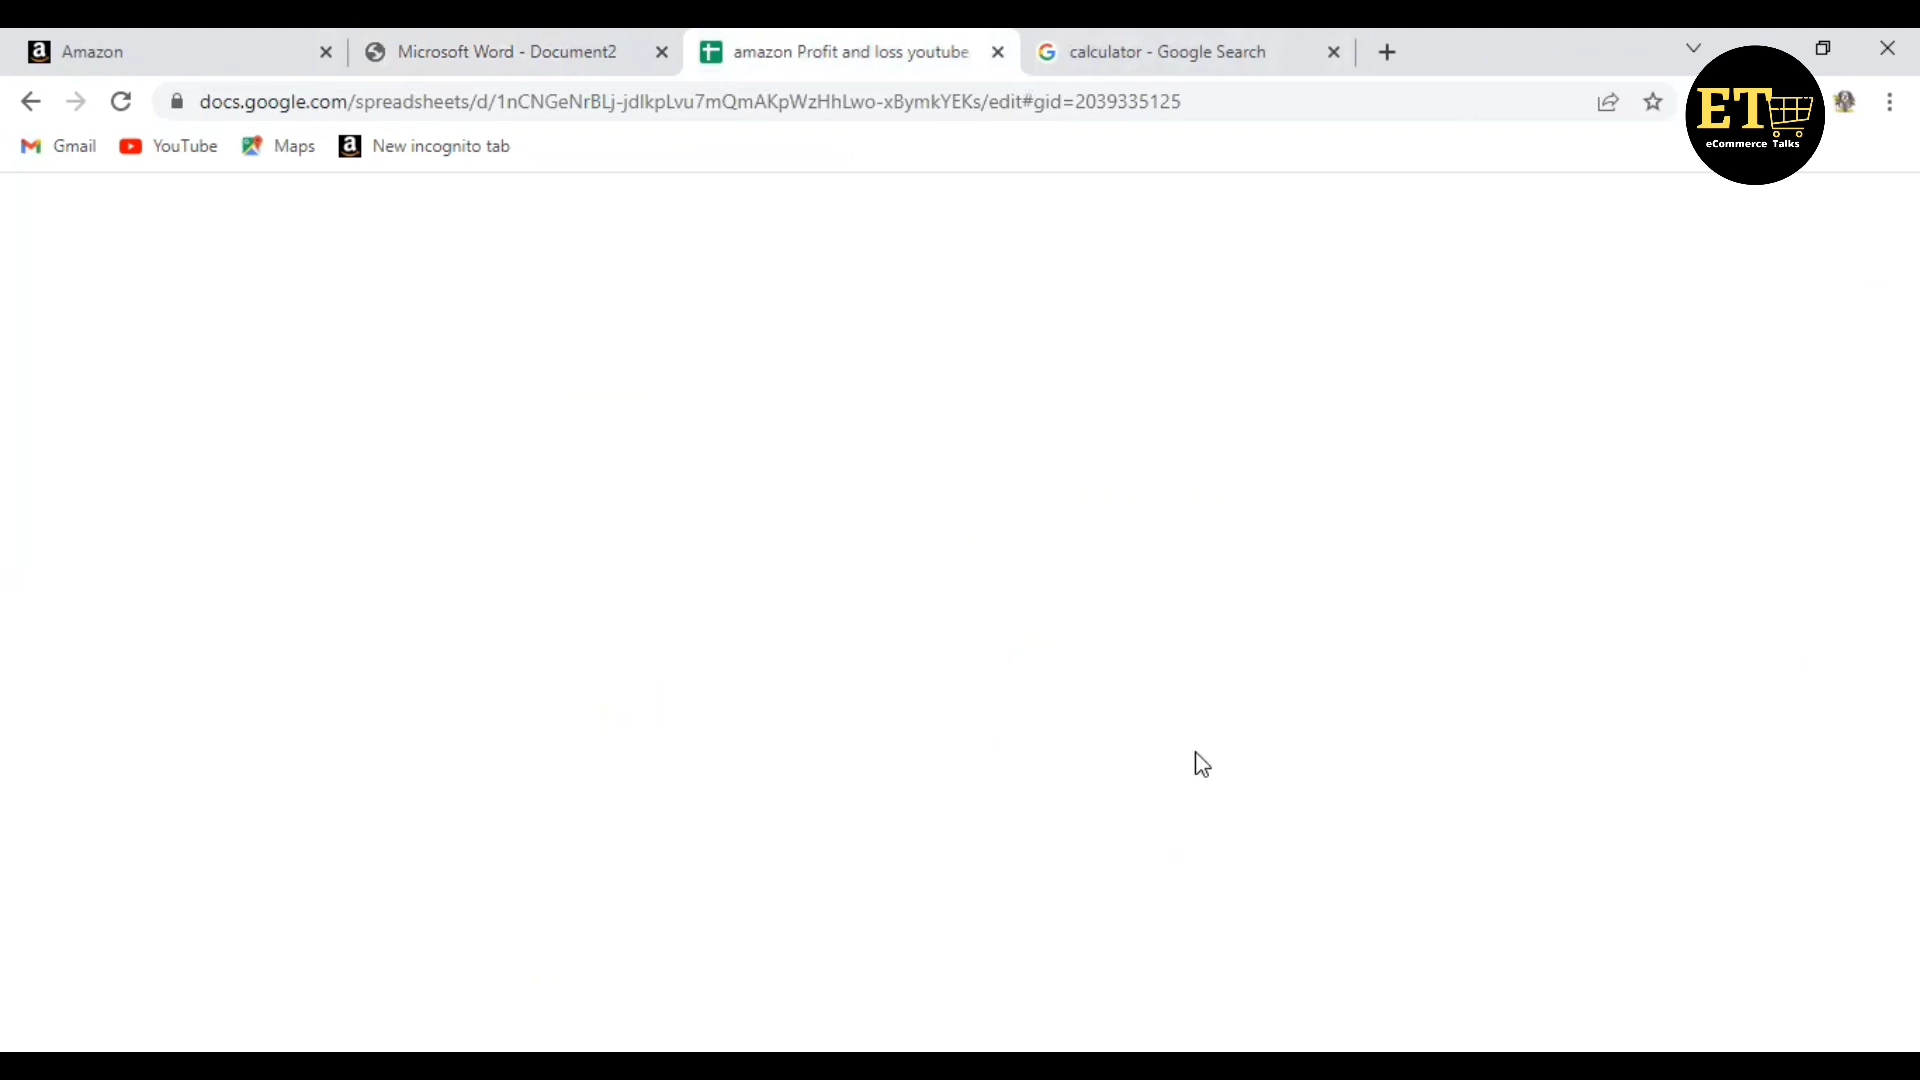 Amazon
Microsoft Word - Document2
amazon Profit and loss youtube
calculator - Google Search
docs.google.com/spreadsheets/d/1nCNGeNrBLj-jdlkpLvu7mQmAKpWzHhLwo-xBymkYEKs/edit#gid=2039335125
Gmail
YouTube
Maps
New incognito tab
ET
eCommerce Talks